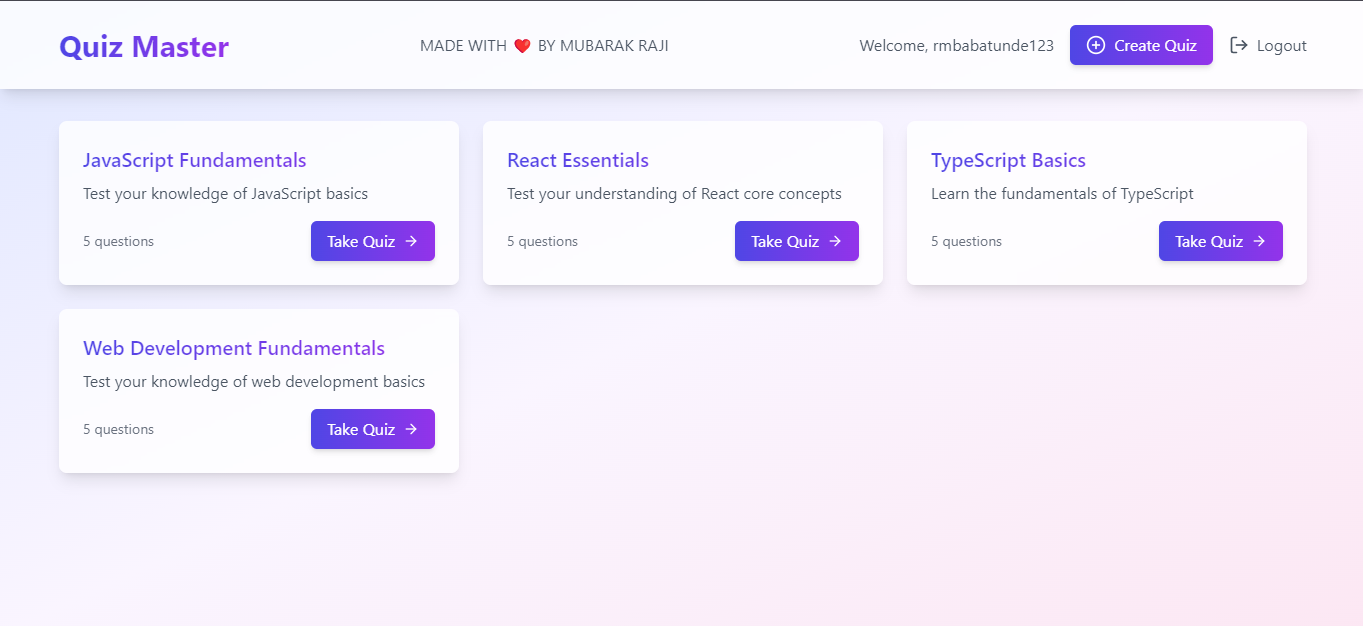 Quiz Master
MADE WITH ❤️ BY MUBARAK RAJI
Welcome, rmbabatunde123
Create Quiz
Logout
JavaScript Fundamentals
Test your knowledge of JavaScript basics
5 questions
Take Quiz →
React Essentials
Test your understanding of React core concepts
5 questions
Take Quiz →
TypeScript Basics
Learn the fundamentals of TypeScript
5 questions
Take Quiz →
Web Development Fundamentals
Test your knowledge of web development basics
5 questions
Take Quiz →